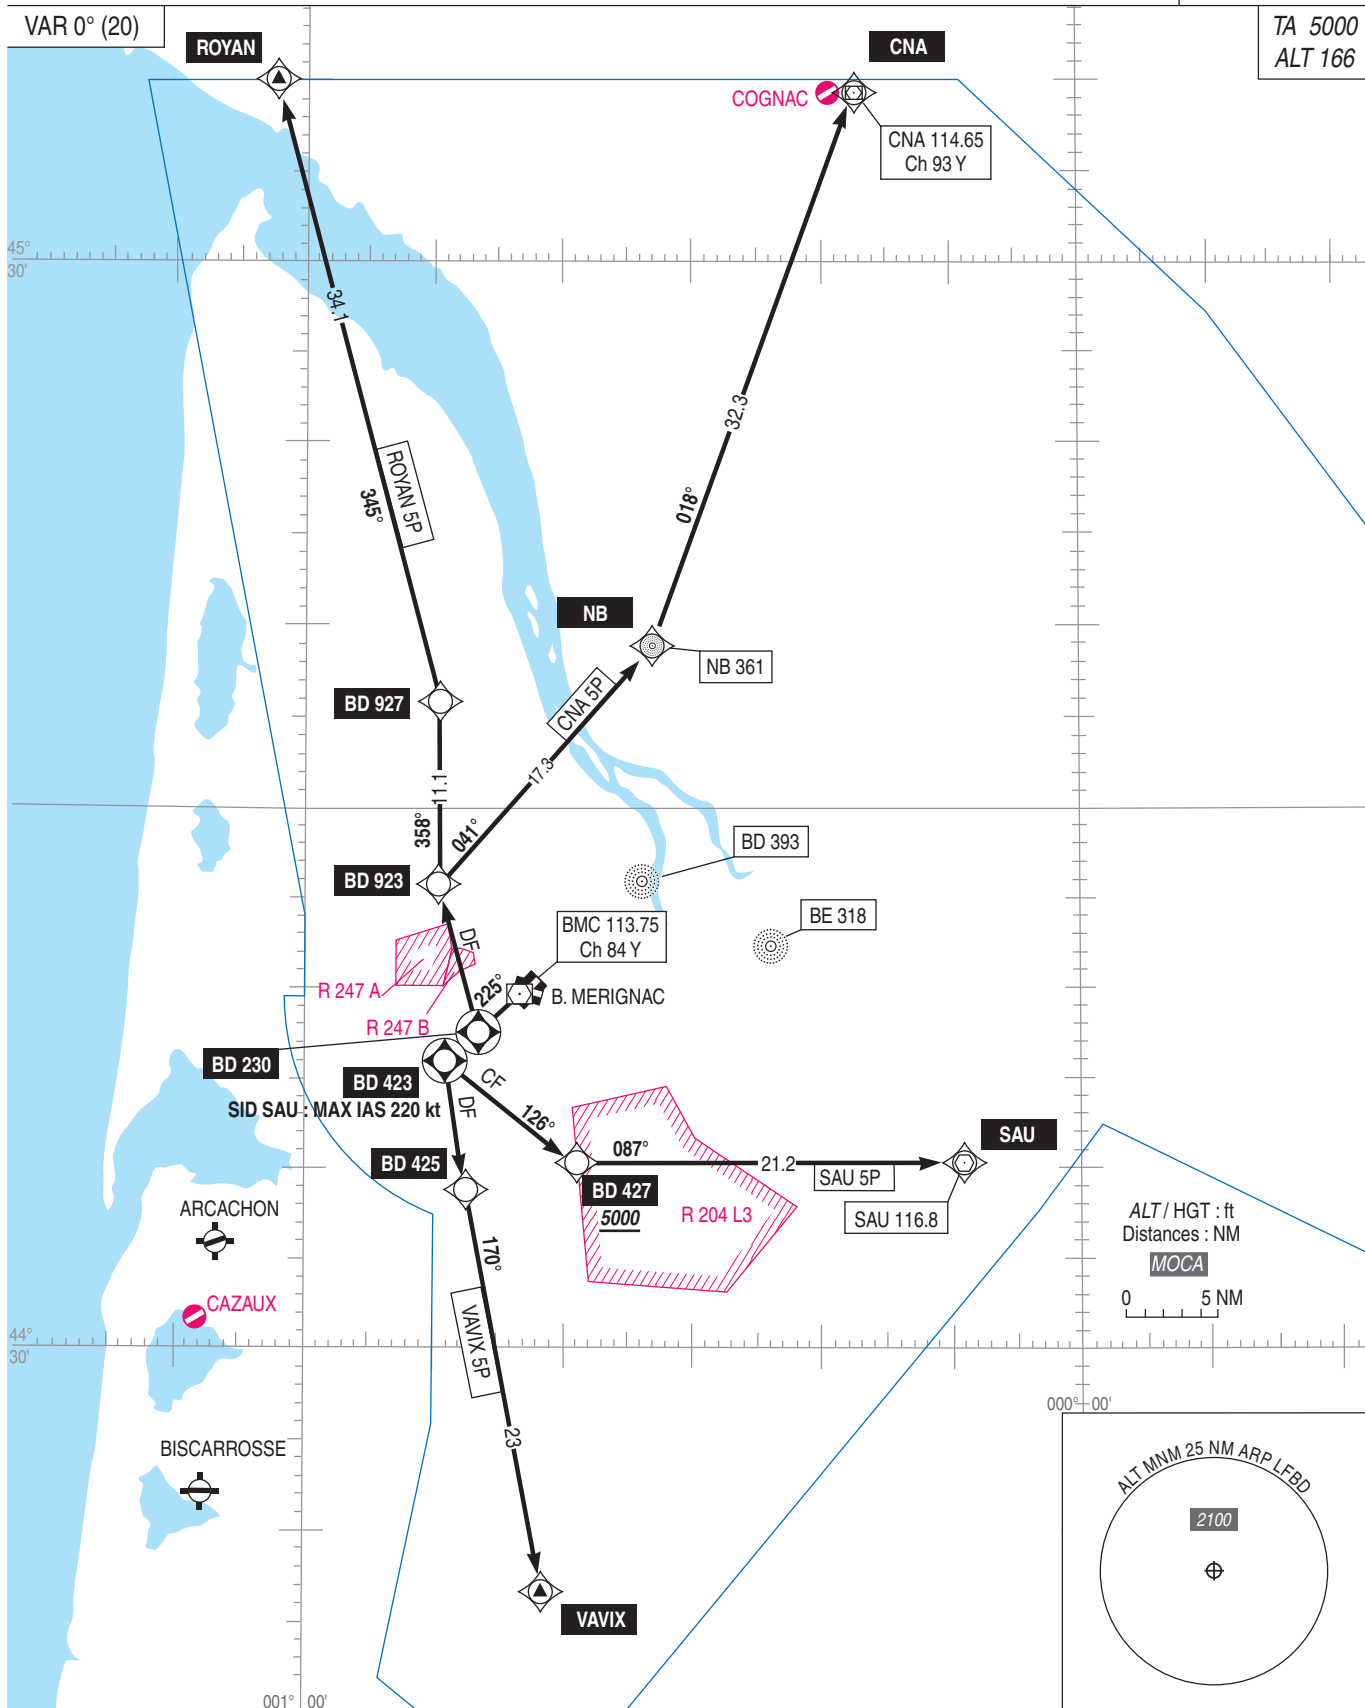 VAR 0° (20)
TA 5000
ALT 166
ROYAN
CNA
COGNAC
CNA 114.65
Ch 93 Y
45°
30'
34.1
32.3
ROYAN 5P
345°
018°
NB
NB 361
BD 927
CNA 5P
17.3
11.1
358°
041°
BD 393
BD 923
BE 318
BMC 113.75
Ch 84 Y
DF
R 247 A
225°
B. MERIGNAC
R 247 B
BD 230
BD 423
CF
SID SAU : MAX IAS 220 kt
DF
126°
SAU
087°
21.2
SAU 5P
BD 425
BD 427
5000
R 204 L3
SAU 116.8
ARCACHON
ALT / HGT : ft
Distances : NM
MOCA
0 5 NM
170°
CAZAUX
VAVIX 5P
44°
30'
000° 00'
23
BISCARROSSE
ALT MNM 25 NM ARP LFBD
2100
VAVIX
001° 00'